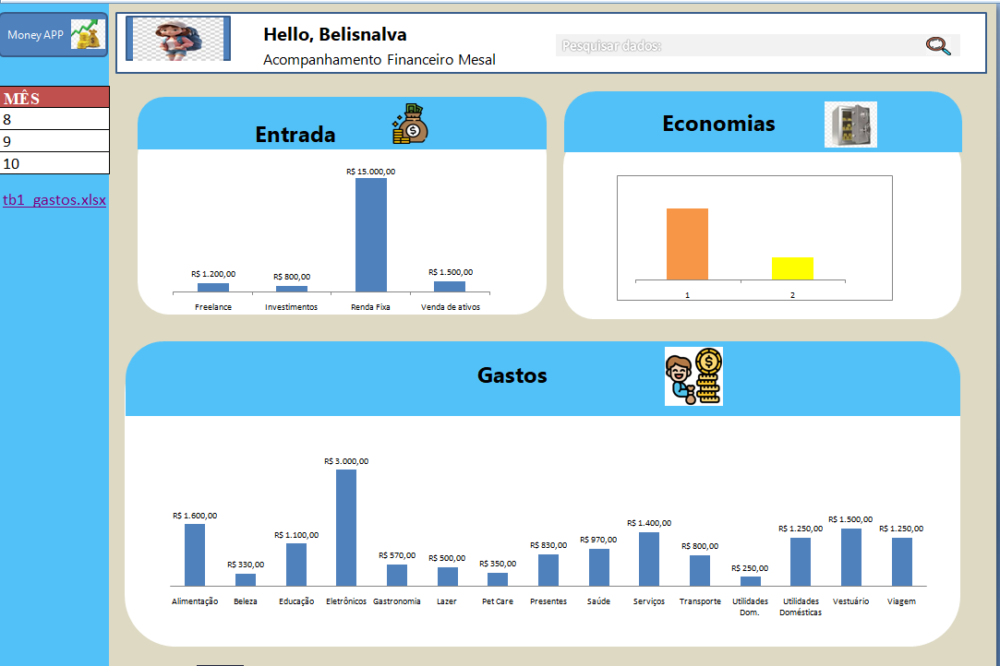 Money APP
Hello, Belisnalva
Acompanhamento Financeiro Mesal
Pesquisar dados:
MÊS
8
9
10
tb1_gastos.xlsx
Entrada
R$ 1.200,00
R$ 800,00
R$ 15.000,00
R$ 1.500,00
Freelance
Investimentos
Renda Fixa
Venda de ativos
Economias
1
2
Gastos
R$ 1.600,00
R$ 330,00
R$ 1.100,00
R$ 3.000,00
R$ 570,00
R$ 500,00
R$ 350,00
R$ 830,00
R$ 970,00
R$ 1.400,00
R$ 800,00
R$ 250,00
R$ 1.250,00
R$ 1.500,00
R$ 1.250,00
Alimentação
Beleza
Educação
Eletrônicos
Gastronomia
Lazer
Pet Care
Presentes
Saúde
Serviços
Transporte
Utilidades
Dom.
Utilidades
Domésticas
Vestuário
Viagem